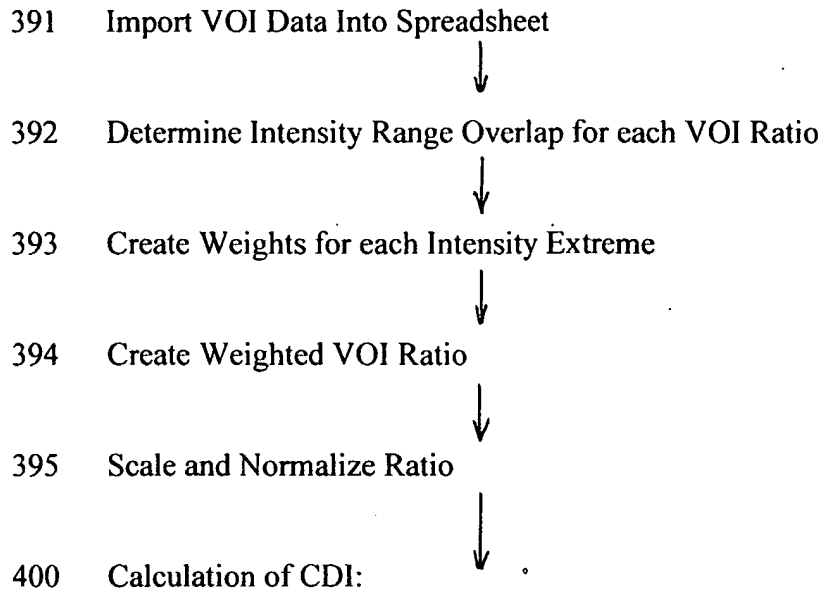 391 Import VOI Data Into Spreadsheet
392 Determine Intensity Range Overlap for each VOI Ratio
393 Create Weights for each Intensity Extreme
394 Create Weighted VOI Ratio
395 Scale and Normalize Ratio
400 Calculation of CDI: